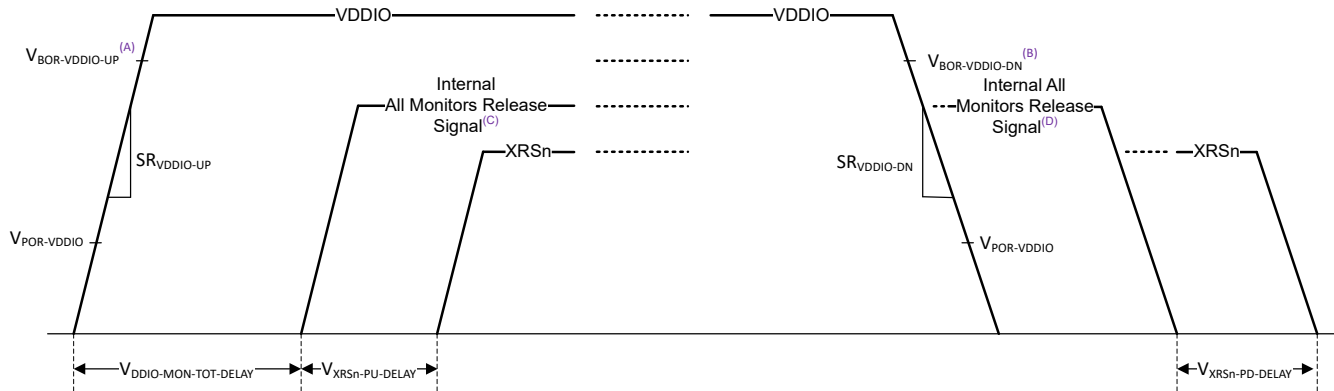 VDDIO
VDDIO
VBOR-VDDIO-UP(A)
VBOR-VDDIO-DN(B)
Internal
All Monitors Release
Signal(C)
Internal All
Monitors Release
Signal(D)
XRSn
XRSn
SRVDDIO-UP
SRVDDIO-DN
VPOR-VDDIO
VPOR-VDDIO
VDDIO-MON-TOT-DELAY
VXRSn-PU-DELAY
VXRSn-PD-DELAY